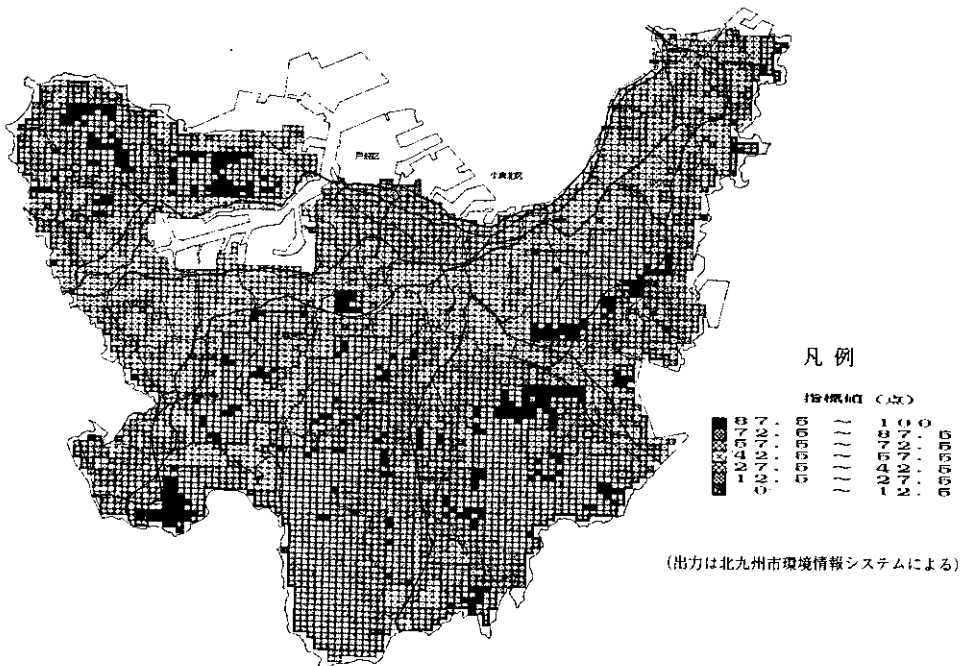 戸畑区
小倉北区
凡例
指標値（点）
87.5 ～ 100
72.5 ～ 87.5
57.5 ～ 72.5
42.5 ～ 57.5
27.5 ～ 42.5
12.5 ～ 27.5
0 ～ 12.5
(出力は北九州市環境情報システムによる)